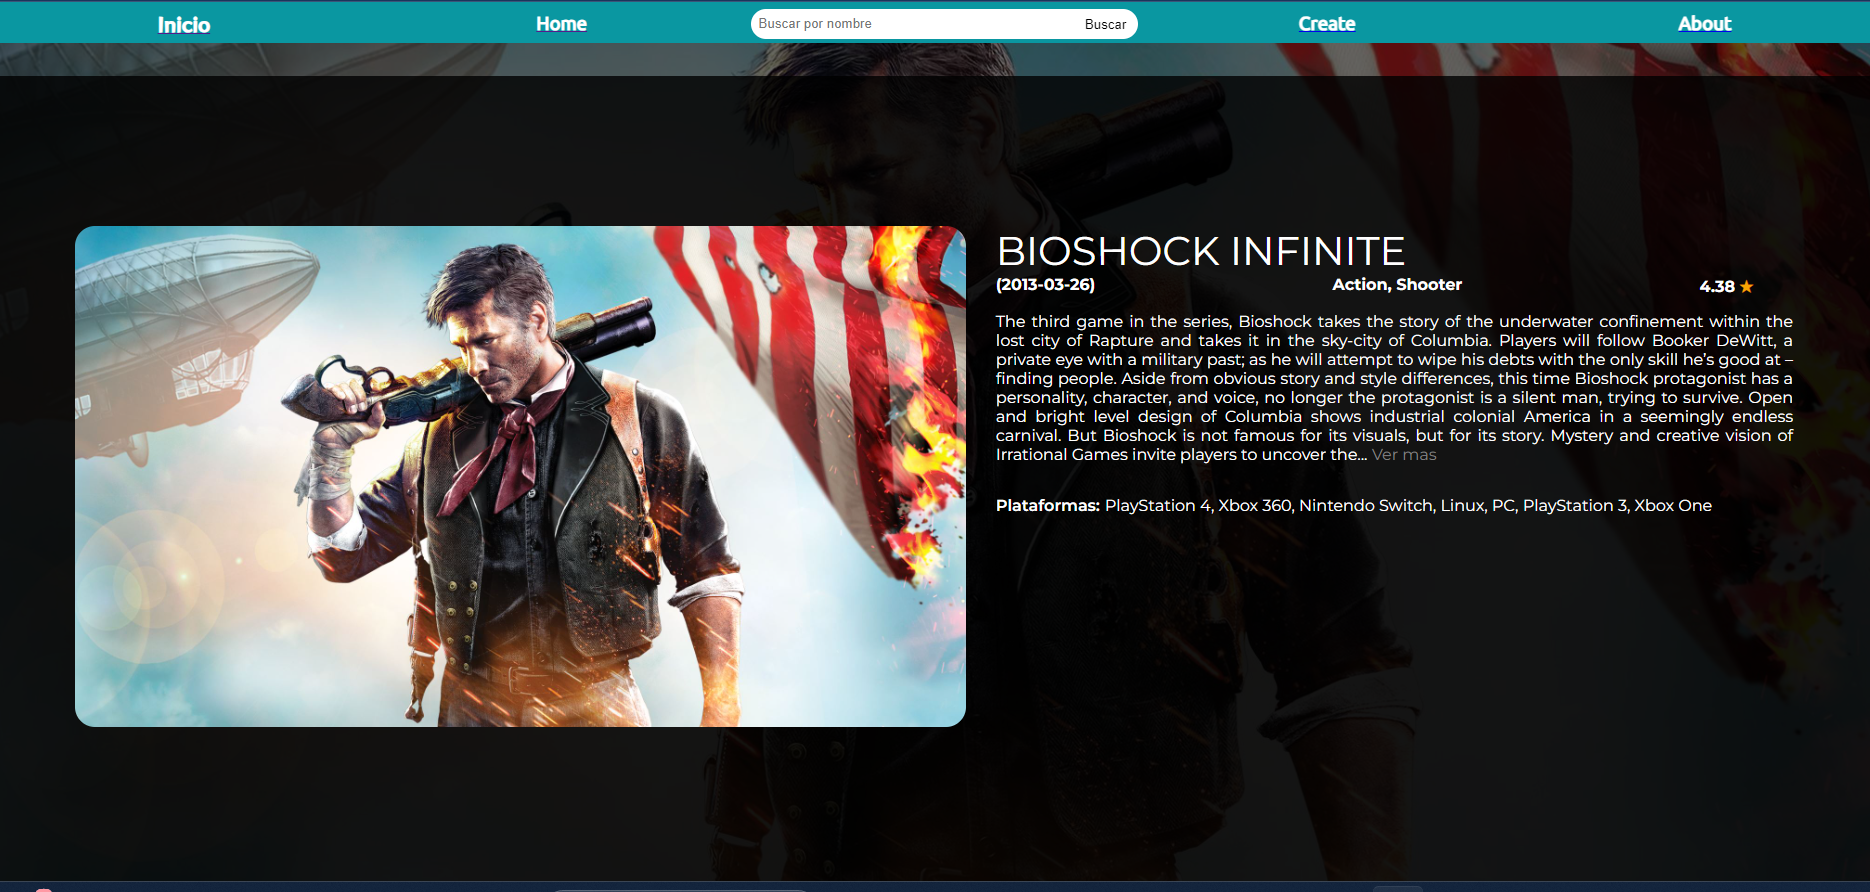 Inicio
Home
Buscar por nombre
Buscar
Create
About
BIOSHOCK INFINITE
(2013-03-26)
Action, Shooter
4.38 ★
The third game in the series, Bioshock takes the story of the underwater confinement within the
lost city of Rapture and takes it in the sky-city of Columbia. Players will follow Booker DeWitt, a
private eye with a military past; as he will attempt to wipe his debts with the only skill he's good at –
finding people. Aside from obvious story and style differences, this time Bioshock protagonist has a
personality, character, and voice, no longer the protagonist is a silent man, trying to survive. Open
and bright level design of Columbia shows industrial colonial America in a seemingly endless
carnival. But Bioshock is not famous for its visuals, but for its story. Mystery and creative vision of
Irrational Games invite players to uncover the... Ver mas
Plataformas: PlayStation 4, Xbox 360, Nintendo Switch, Linux, PC, PlayStation 3, Xbox One